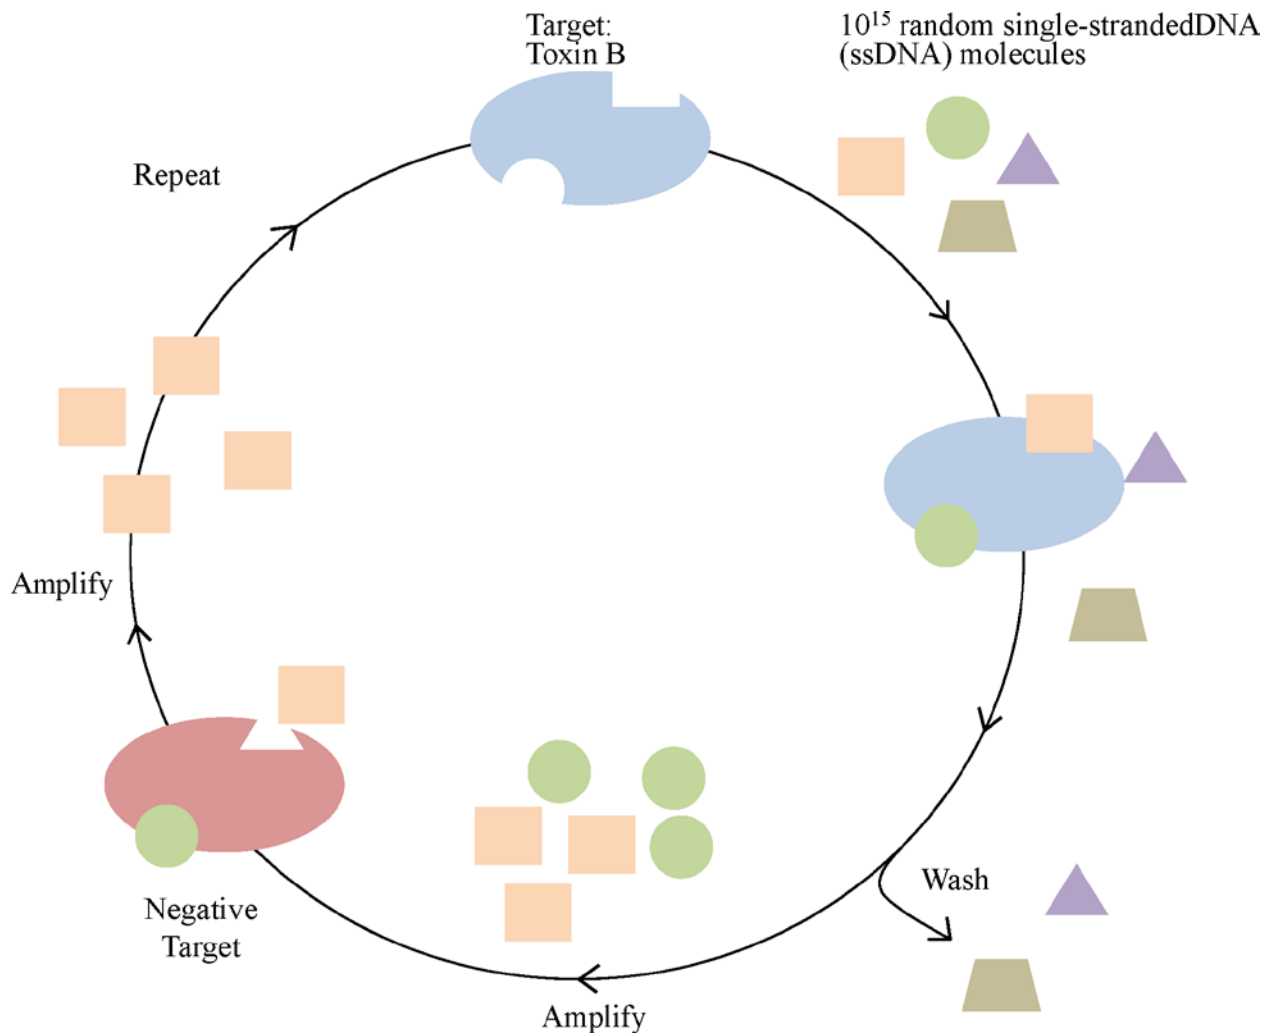 Target:
Toxin B
10¹⁵ random single-strandedDNA
(ssDNA) molecules
Repeat
Amplify
Wash
Negative
Target
Amplify